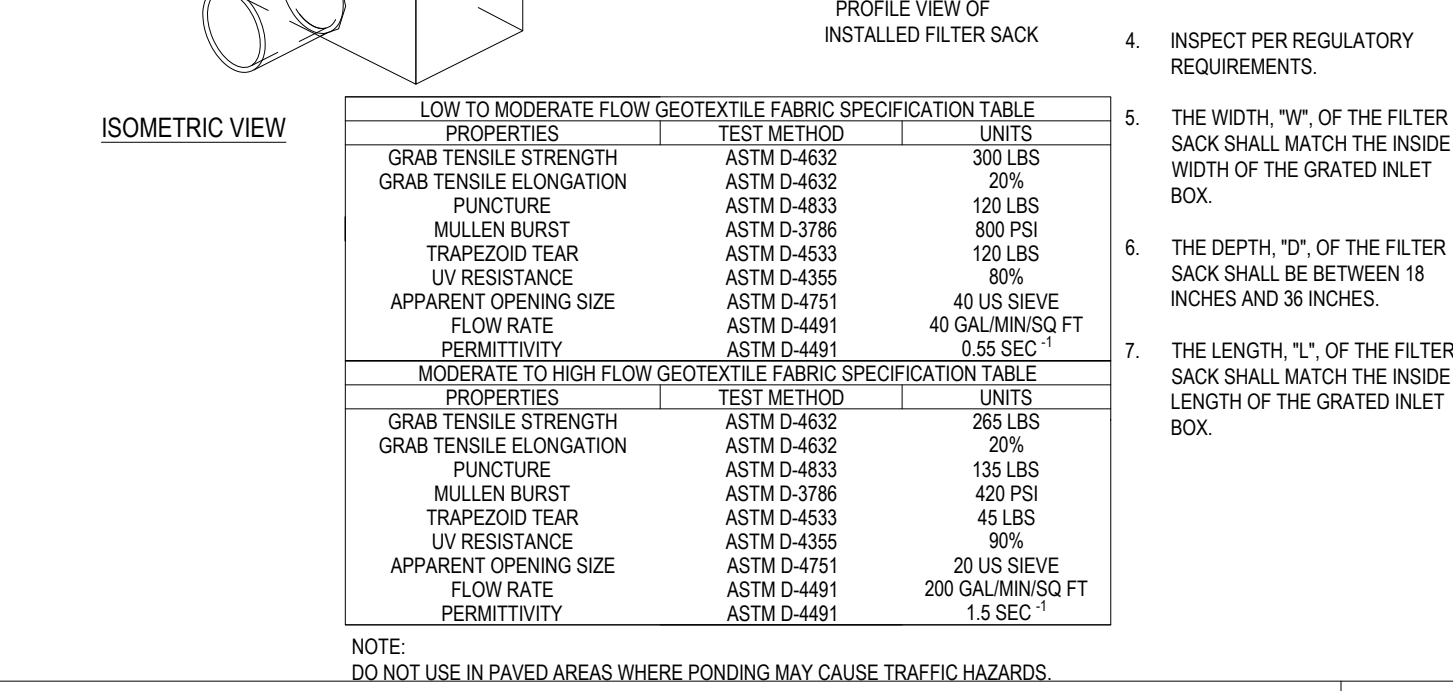 PROFILE VIEW OF
INSTALLED FILTER SACK
ISOMETRIC VIEW
LOW TO MODERATE FLOW GEOTEXTILE FABRIC SPECIFICATION TABLE
PROPERTIES TEST METHOD UNITS
GRAB TENSILE STRENGTH ASTM D-4632 300 LBS
GRAB TENSILE ELONGATION ASTM D-4632 20%
PUNCTURE ASTM D-4833 120 LBS
MULLEN BURST ASTM D-3786 800 PSI
TRAPEZOID TEAR ASTM D-4533 120 LBS
UV RESISTANCE ASTM D-4355 80%
APPARENT OPENING SIZE ASTM D-4751 40 US SIEVE
FLOW RATE ASTM D-4491 40 GAL/MIN/SQ FT
PERMITTIVITY ASTM D-4491 0.55 SEC -1
MODERATE TO HIGH FLOW GEOTEXTILE FABRIC SPECIFICATION TABLE
PROPERTIES TEST METHOD UNITS
GRAB TENSILE STRENGTH ASTM D-4632 265 LBS
GRAB TENSILE ELONGATION ASTM D-4632 20%
PUNCTURE ASTM D-4833 135 LBS
MULLEN BURST ASTM D-3786 420 PSI
TRAPEZOID TEAR ASTM D-4533 45 LBS
UV RESISTANCE ASTM D-4355 90%
APPARENT OPENING SIZE ASTM D-4751 20 US SIEVE
FLOW RATE ASTM D-4491 200 GAL/MIN/SQ FT
PERMITTIVITY ASTM D-4491 1.5 SEC -1
NOTE:
DO NOT USE IN PAVED AREAS WHERE PONDING MAY CAUSE TRAFFIC HAZARDS.
4. INSPECT PER REGULATORY
REQUIREMENTS.
5. THE WIDTH, "W", OF THE FILTER
SACK SHALL MATCH THE INSIDE
WIDTH OF THE GRATED INLET
BOX.
6. THE DEPTH, "D", OF THE FILTER
SACK SHALL BE BETWEEN 18
INCHES AND 36 INCHES.
7. THE LENGTH, "L", OF THE FILTER
SACK SHALL MATCH THE INSIDE
LENGTH OF THE GRATED INLET
BOX.